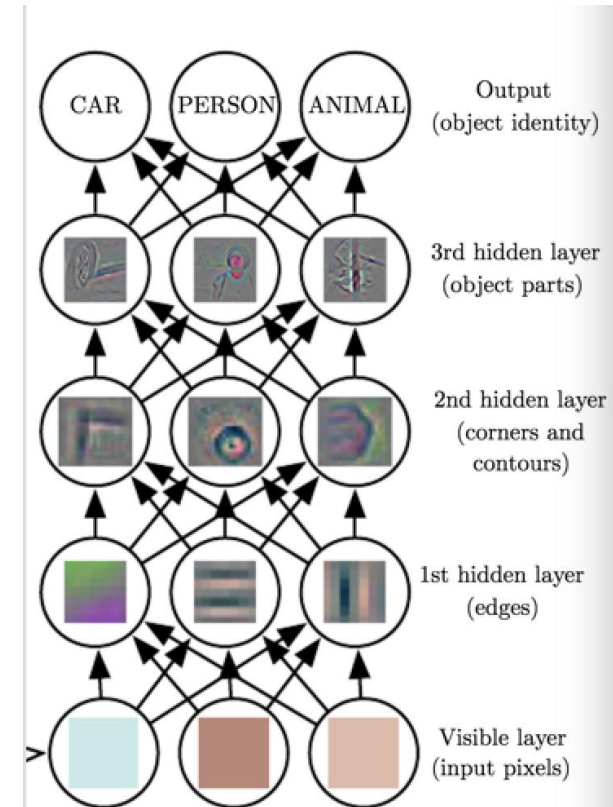 CAR PERSON ANIMAL
Output
(object identity)
3rd hidden layer
(object parts)
2nd hidden layer
(corners and
contours)
1st hidden layer
(edges)
Visible layer
(input pixels)